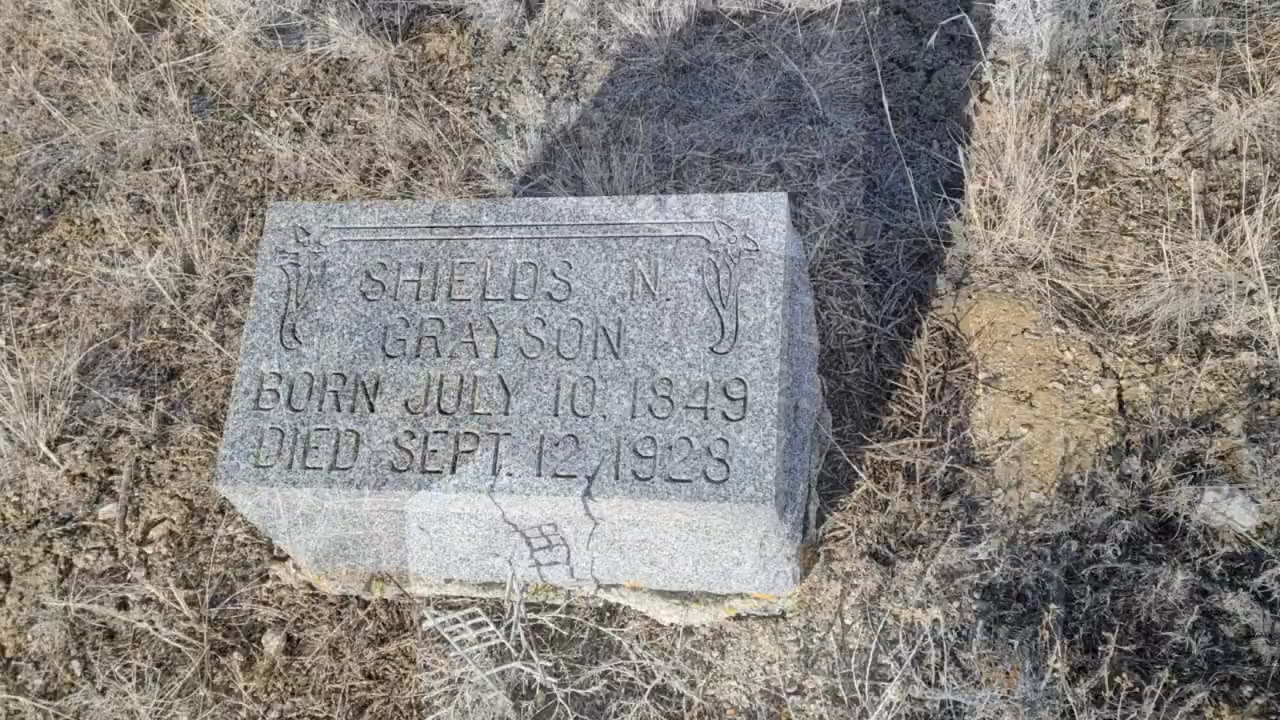 SHIELDS N.
GRAYSON
BORN JULY 10, 1849
DIED SEPT. 12, 1928